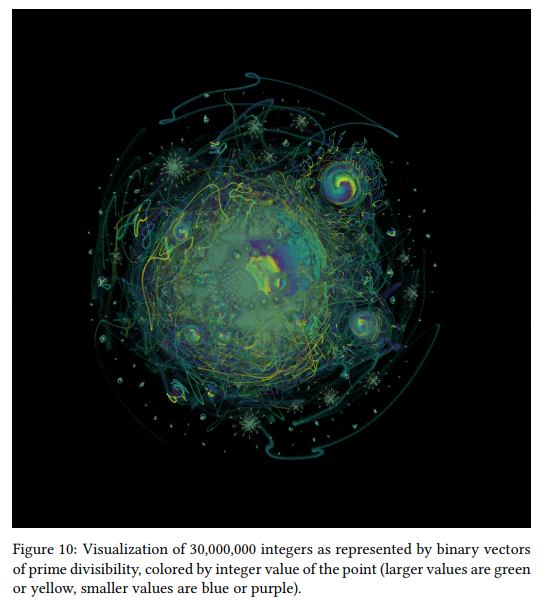 Figure 10: Visualization of 30,000,000 integers as represented by binary vectors
of prime divisibility, colored by integer value of the point (larger values are green
or yellow, smaller values are blue or purple).